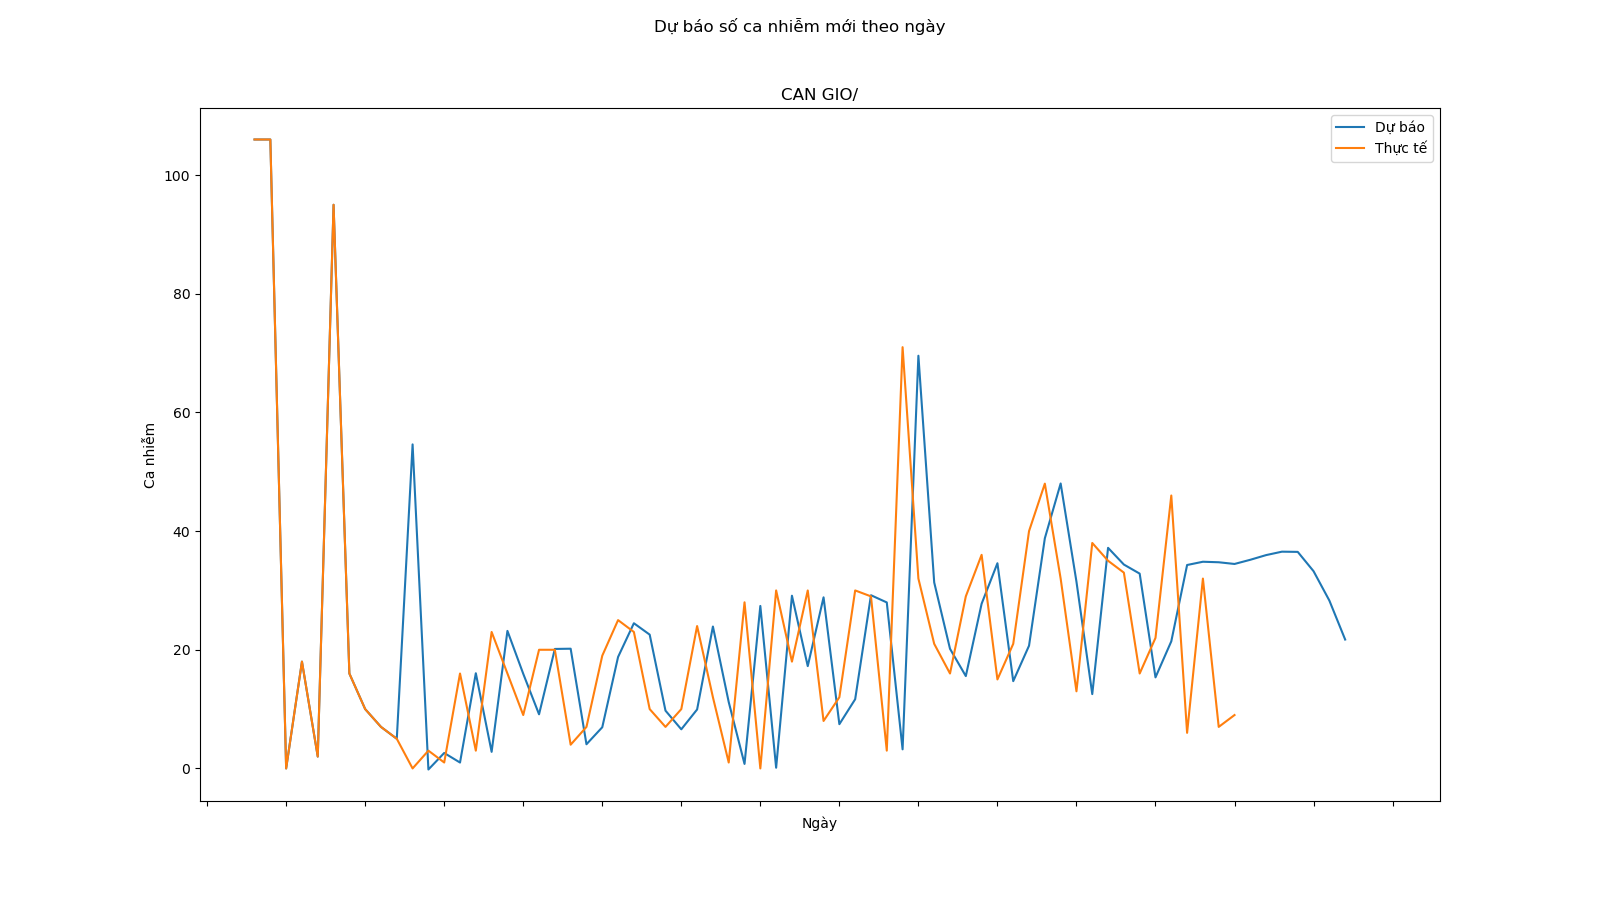 Dự báo số ca nhiễm mới theo ngày
CAN GIO/
Dự báo
Thực tế
100
80
60
40
20
0
Ca nhiễm
Ngày